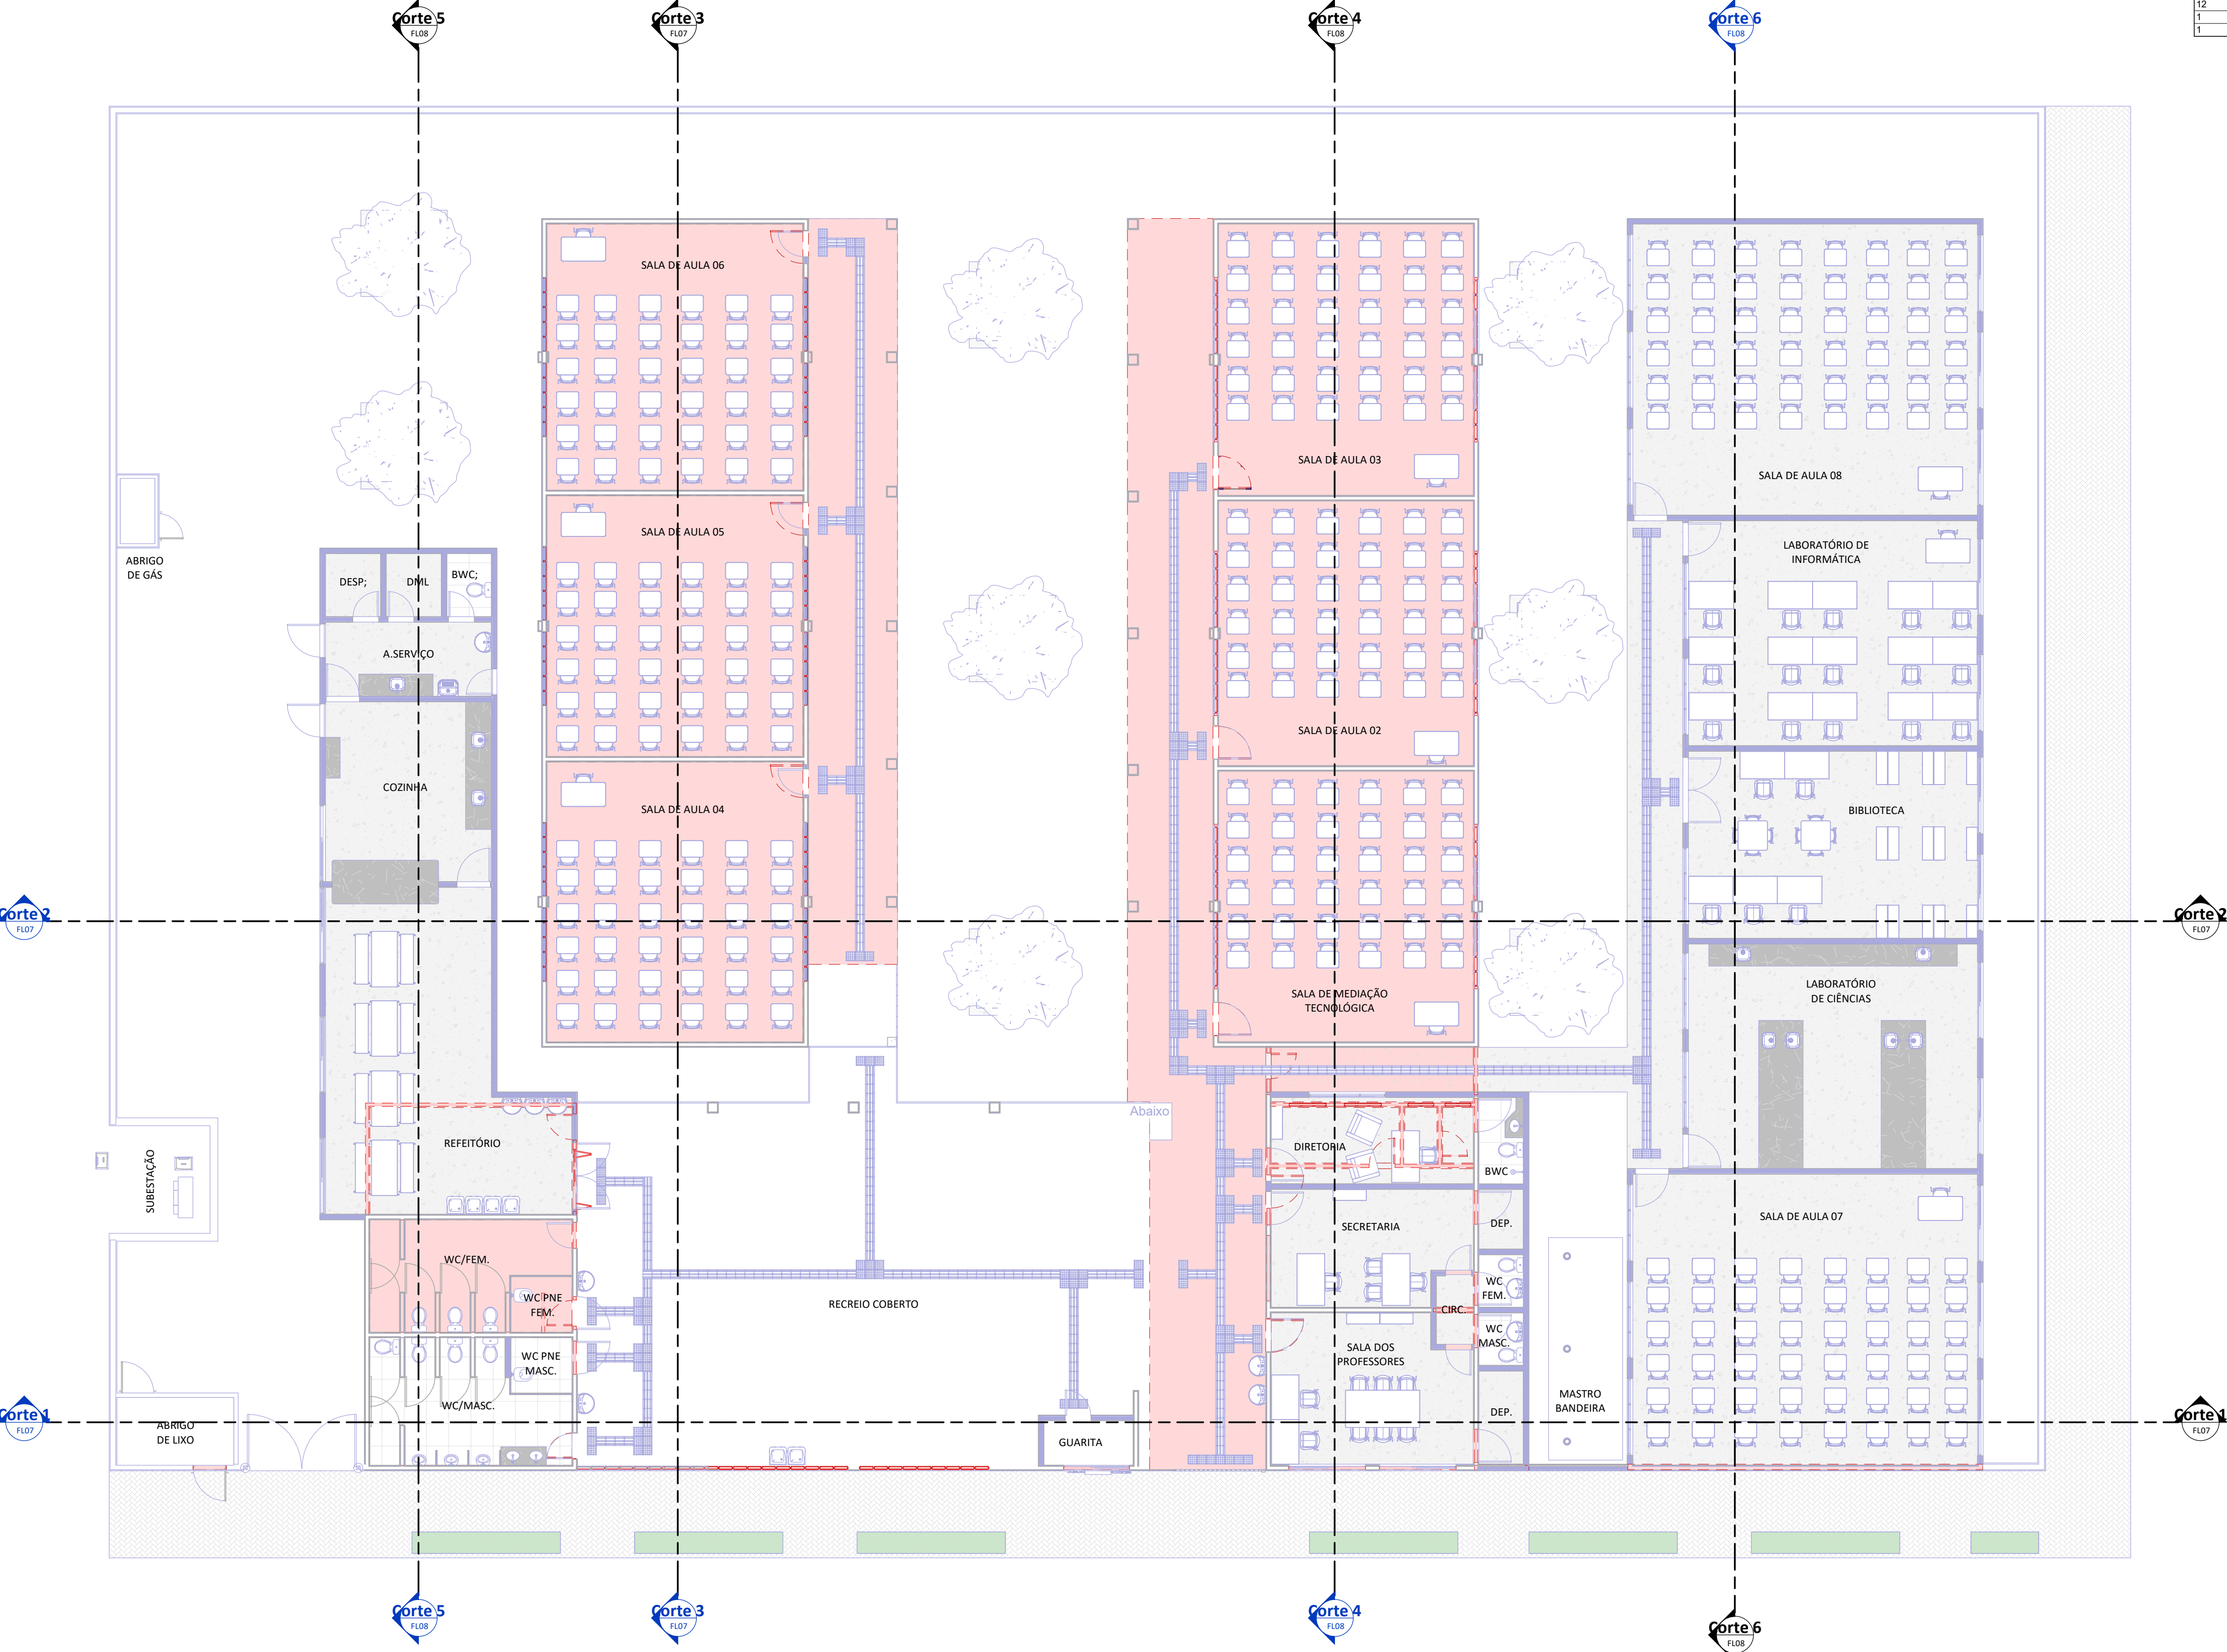 Corte 5
FL08
Corte 3
FL07
Corte 4
FL08
Corte 6
FL08
12
1
1
SALA DE AULA 06
SALA DE AULA 03
SALA DE AULA 08
SALA DE AULA 05
LABORATÓRIO DE
INFORMÁTICA
ABRIGO
DE GÁS
DESP;
DML
BWC;
A.SERVIÇO
SALA DE AULA 02
COZINHA
SALA DE AULA 04
BIBLIOTECA
Corte 2
FL07
Corte 2
FL07
SALA DE MEDIAÇÃO
TECNOLÓGICA
LABORATÓRIO
DE CIÊNCIAS
Abaixo
REFEITÓRIO
DIRETORIA
BWC
SUBESTAÇÃO
SECRETARIA
DEP.
SALA DE AULA 07
WC/FEM.
WC PNE
FEM.
RECREIO COBERTO
CIRC.
WC
FEM.
WC
MASC.
WC PNE
MASC.
SALA DOS
PROFESSORES
MASTRO
BANDEIRA
WC/MASC.
DEP.
Corte 1
FL07
ABRIGO
DE LIXO
GUARITA
Corte 1
FL07
Corte 5
FL08
Corte 3
FL07
Corte 4
FL08
Corte 6
FL08